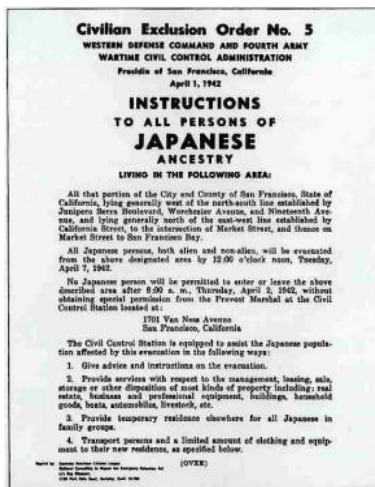 Civilian Exclusion Order No. 5
WESTERN DEFENSE COMMAND AND FOURTH ARMY
WARTIME CIVIL CONTROL ADMINISTRATION
Presidio of San Francisco, California
April 1, 1942
INSTRUCTIONS
TO ALL PERSONS OF
JAPANESE
ANCESTRY
LIVING IN THE FOLLOWING AREA:
All that portion of the City and County of San Francisco, State of
California, lying generally west of the north-south line established by
Junipero Serra Boulevard, Worchester Avenue, and Nineteenth Ave-
nue, and lying generally north of the east-west line established by
California Street, to the intersection of Market Street, and thence on
Market Street to San Francisco Bay.
All Japanese persons, both alien and non-alien, will be evacuated
from the above designated area by 12:00 o'clock noon, Tuesday,
April 7, 1942.
No Japanese person will be permitted to enter or leave the above
described area after 8:00 a. m., Thursday, April 2, 1942, without
obtaining special permission from the Provost Marshal at the Civil
Control Station located at:
1701 Van Ness Avenue
San Francisco, California
The Civil Control Station is equipped to assist the Japanese popula-
tion affected by this evacuation in the following ways:
1. Give advice and instructions on the evacuation.
2. Provide services with respect to the management, leasing, sale,
storage or other disposition of most kinds of property including: real
estate, business and professional equipment, buildings, household
goods, boats, automobiles, livestock, etc.
3. Provide temporary residence elsewhere for all Japanese in
family groups.
4. Transport persons and a limited amount of clothing and equip-
ment to their new residence, as specified below.
(OVER)